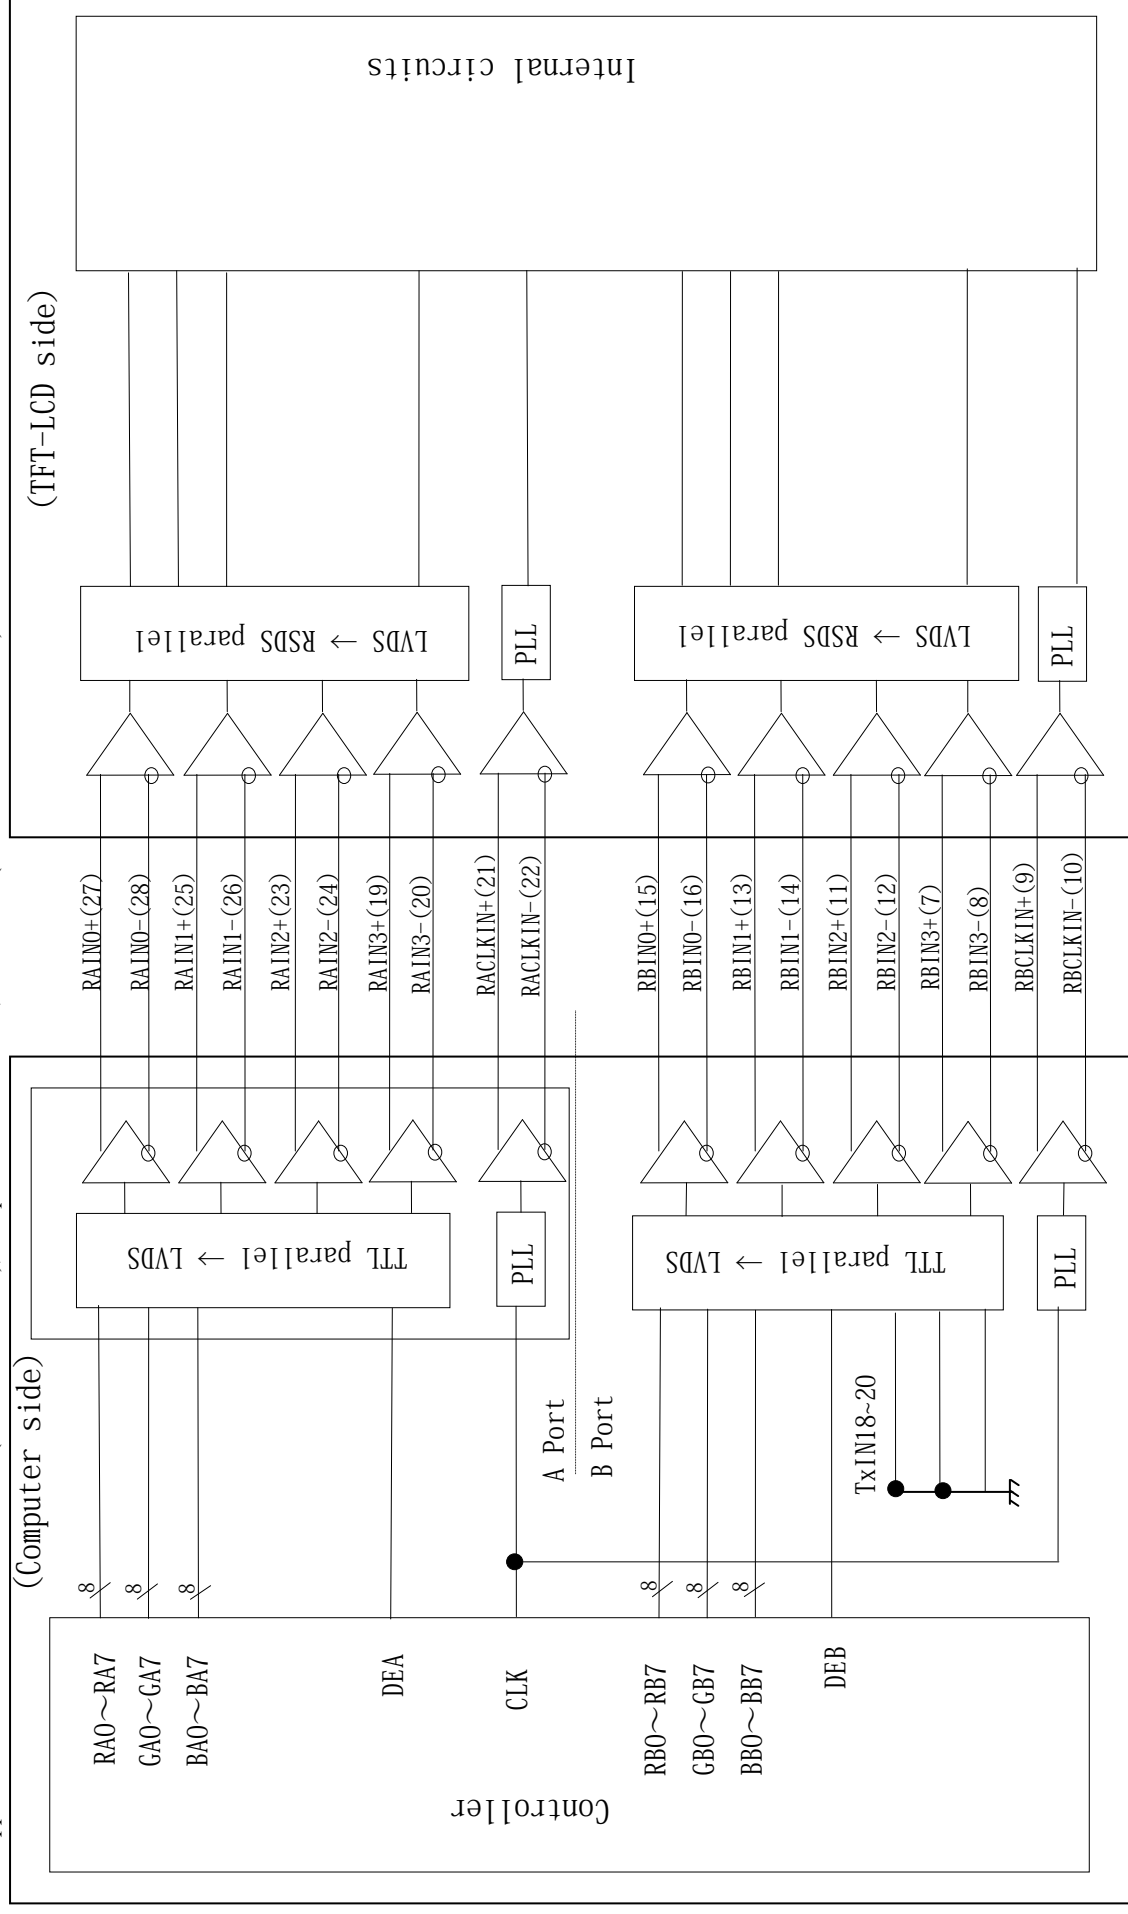 (Computer side)
Controller
RA0～RA7
8
GA0～GA7
8
BA0～BA7
8
DEA
CLK
RB0～RB7
8
GB0～GB7
8
BB0～BB7
8
DEB
A Port
B Port
TxIN18~20
TTL parallel → LVDS
PLL
TTL parallel → LVDS
PLL
RAIN0+(27)
RAIN0-(28)
RAIN1+(25)
RAIN1-(26)
RAIN2+(23)
RAIN2-(24)
RAIN3+(19)
RAIN3-(20)
RACLKIN+(21)
RACLKIN-(22)
RBIN0+(15)
RBIN0-(16)
RBIN1+(13)
RBIN1-(14)
RBIN2+(11)
RBIN2-(12)
RBIN3+(7)
RBIN3-(8)
RBCLKIN+(9)
RBCLKIN-(10)
(TFT-LCD side)
LVDS → RSDS parallel
PLL
LVDS → RSDS parallel
PLL
Internal circuits